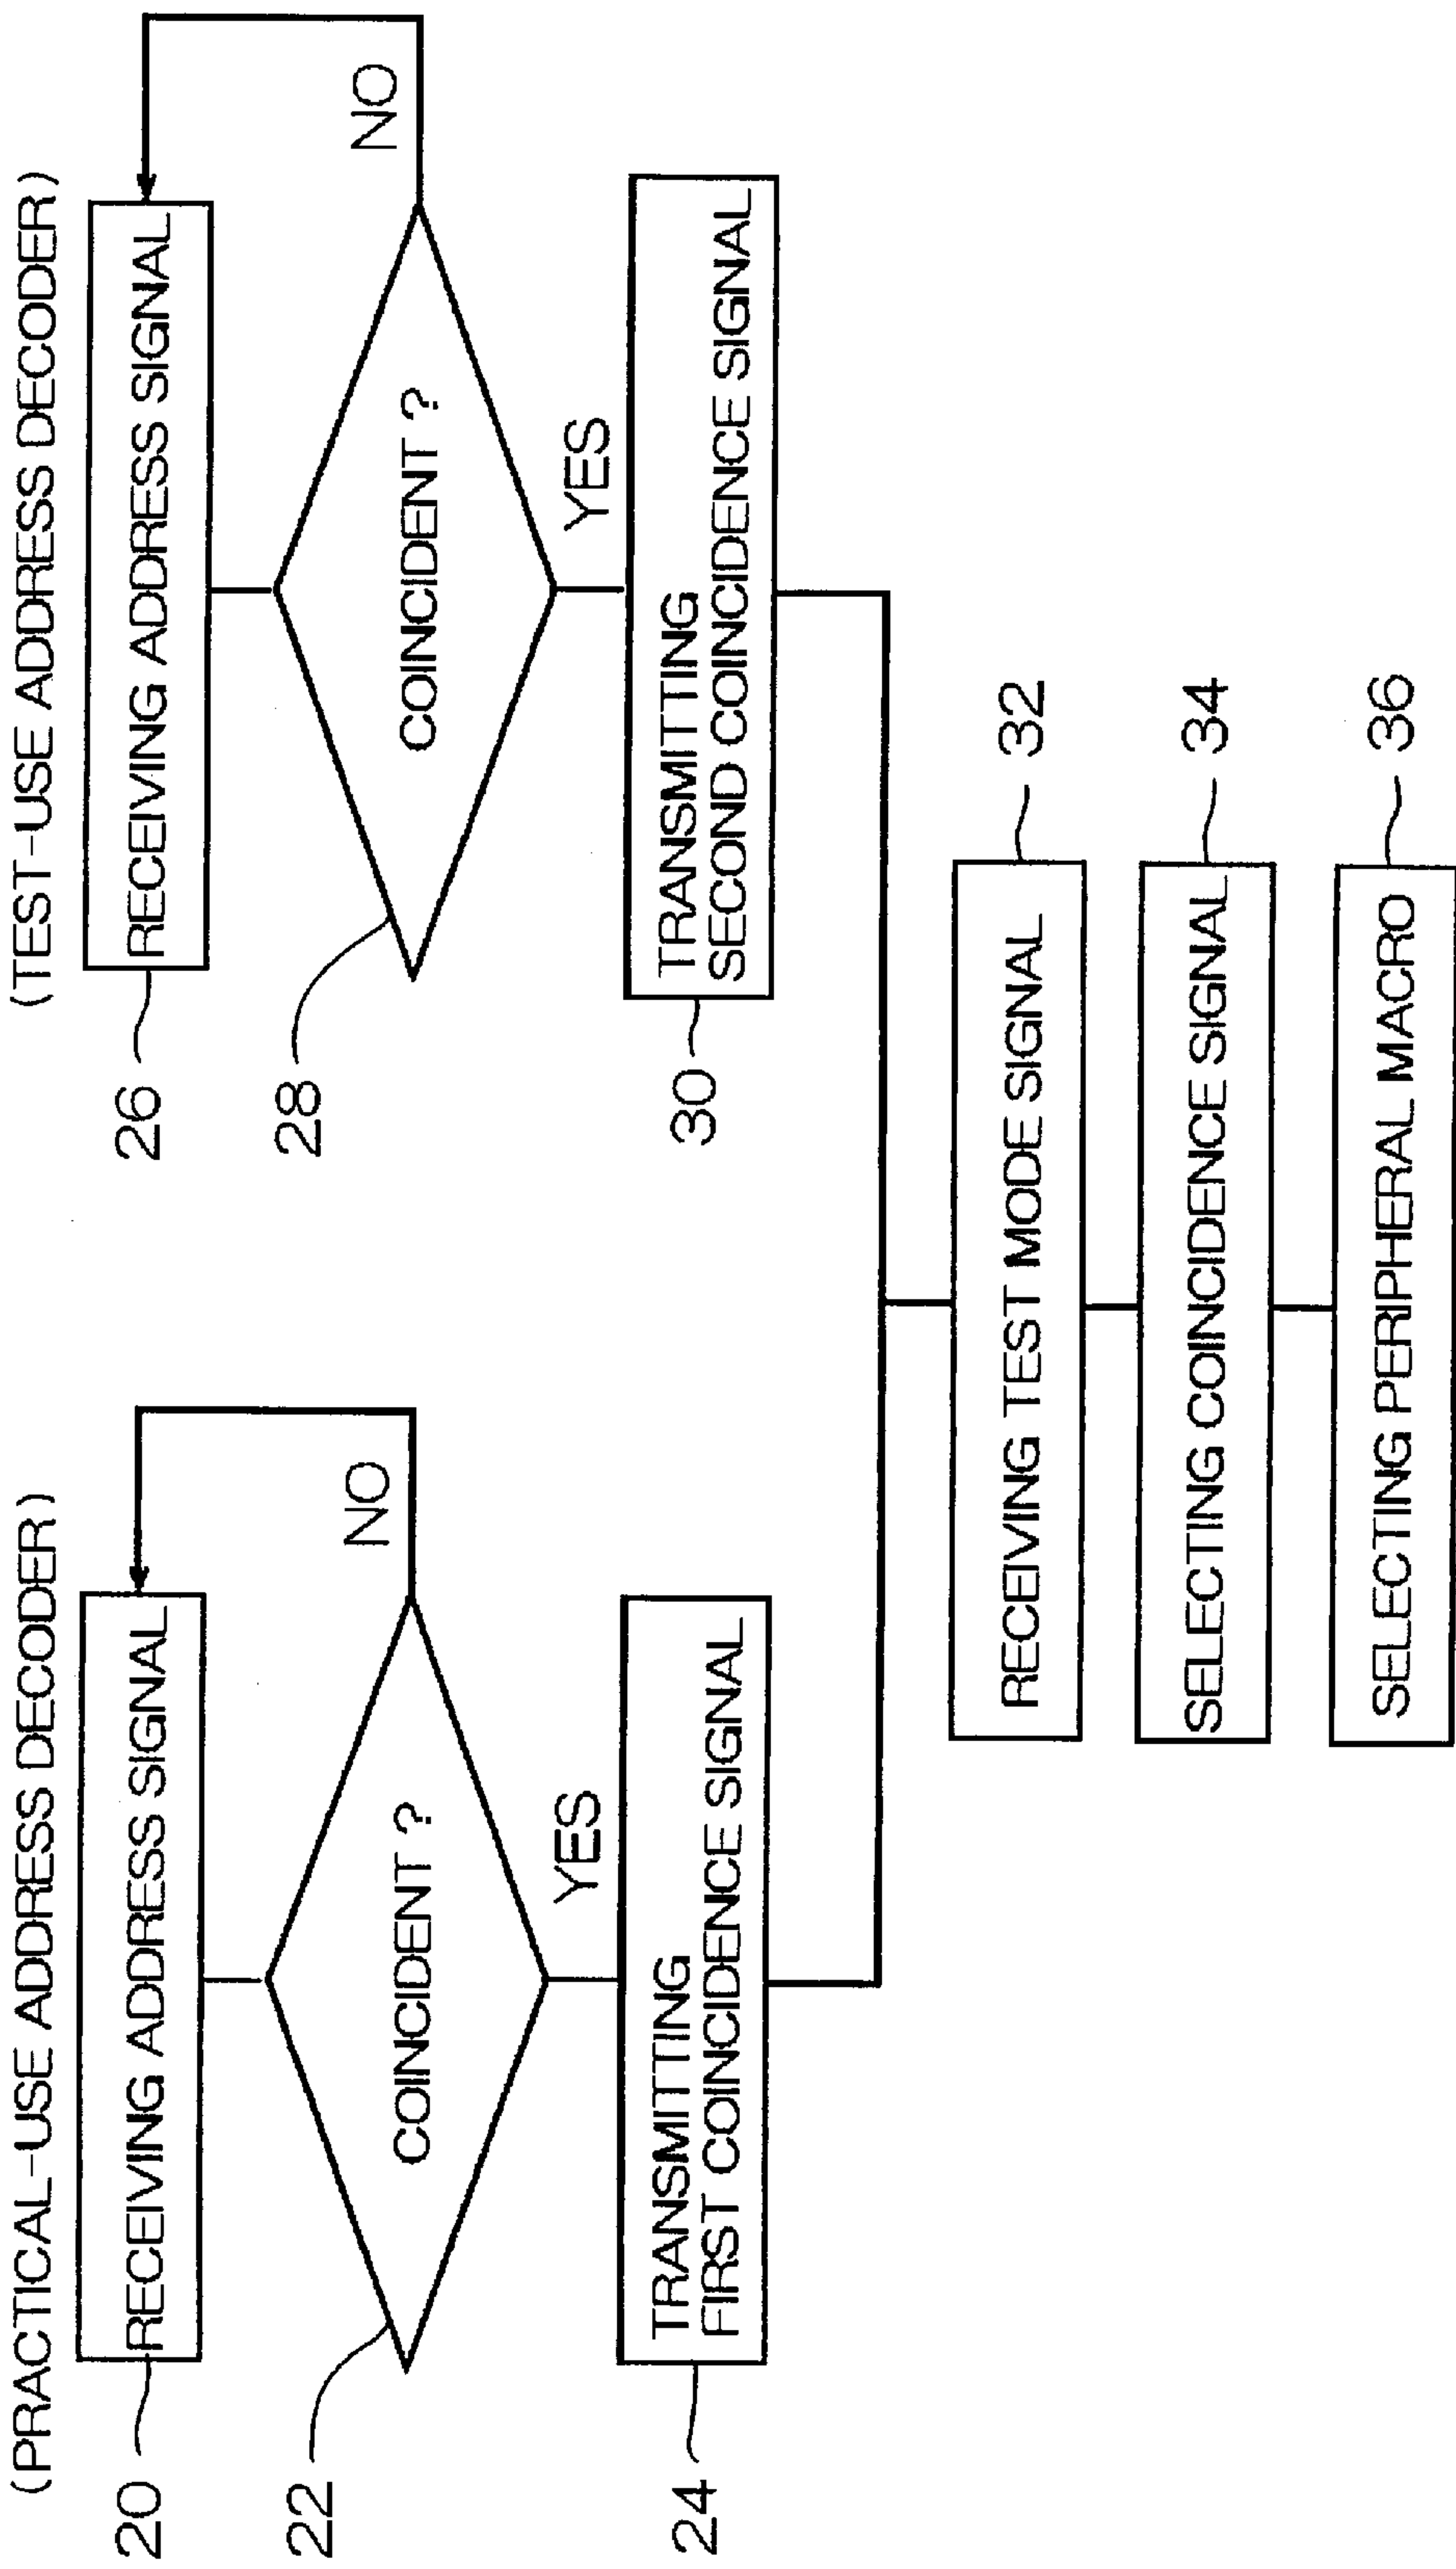 (PRACTICAL-USE ADDRESS DECODER)
20
RECEIVING ADDRESS SIGNAL
22
COINCIDENT ?
NO
YES
24
TRANSMITTING
FIRST COINCIDENCE SIGNAL
(TEST-USE ADDRESS DECODER)
26
RECEIVING ADDRESS SIGNAL
28
COINCIDENT ?
NO
YES
30
TRANSMITTING
SECOND COINCIDENCE SIGNAL
RECEIVING TEST MODE SIGNAL
32
SELECTING COINCIDENCE SIGNAL
34
SELECTING PERIPHERAL MACRO
36